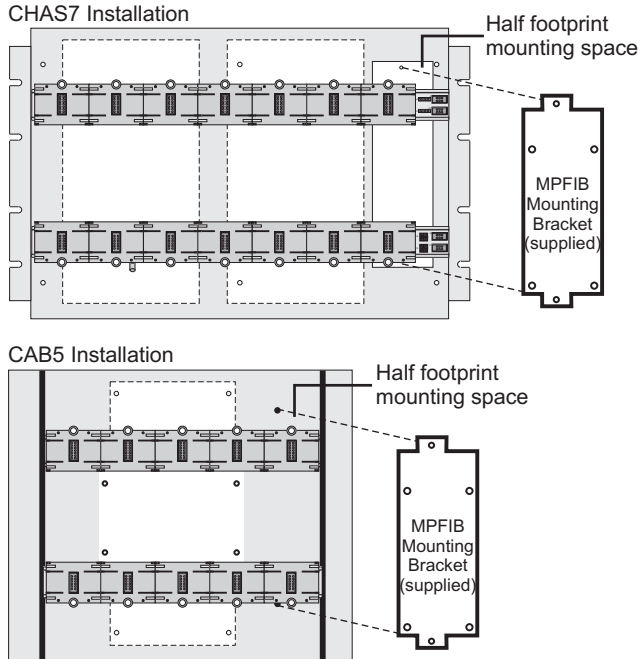 CHAS7 Installation
Half footprint
mounting space
MPFIB
Mounting
Bracket
(supplied)
CAB5 Installation
Half footprint
mounting space
MPFIB
Mounting
Bracket
(supplied)